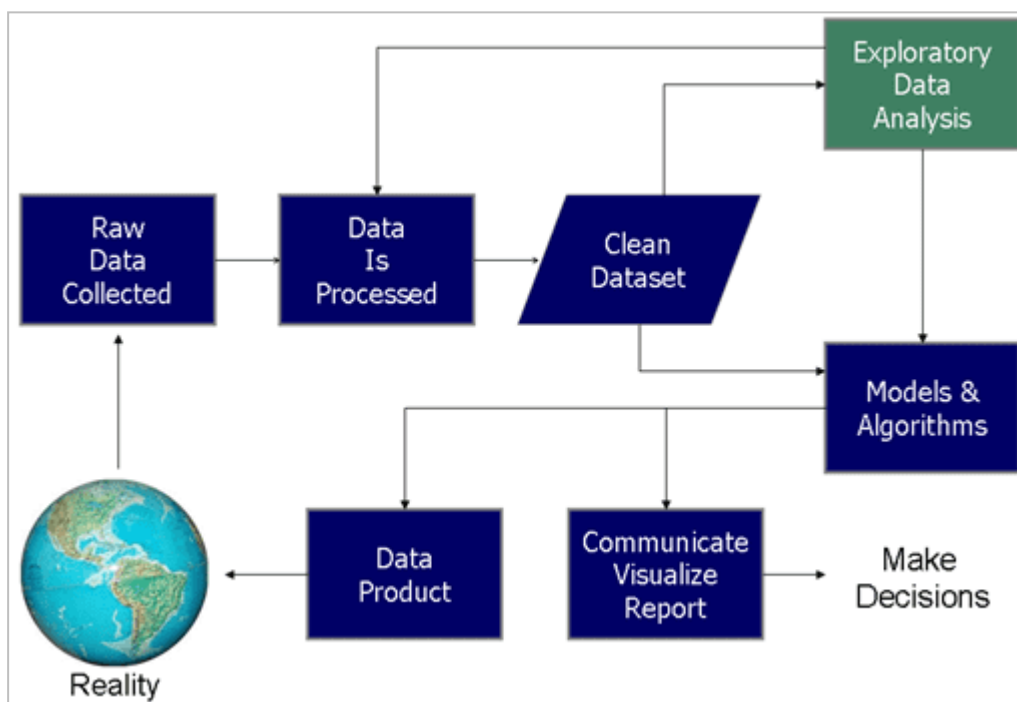 Exploratory
Data
Analysis
Raw
Data
Collected
Data
Is
Processed
Clean
Dataset
Models &
Algorithms
Data
Product
Communicate
Visualize
Report
Make
Decisions
Reality